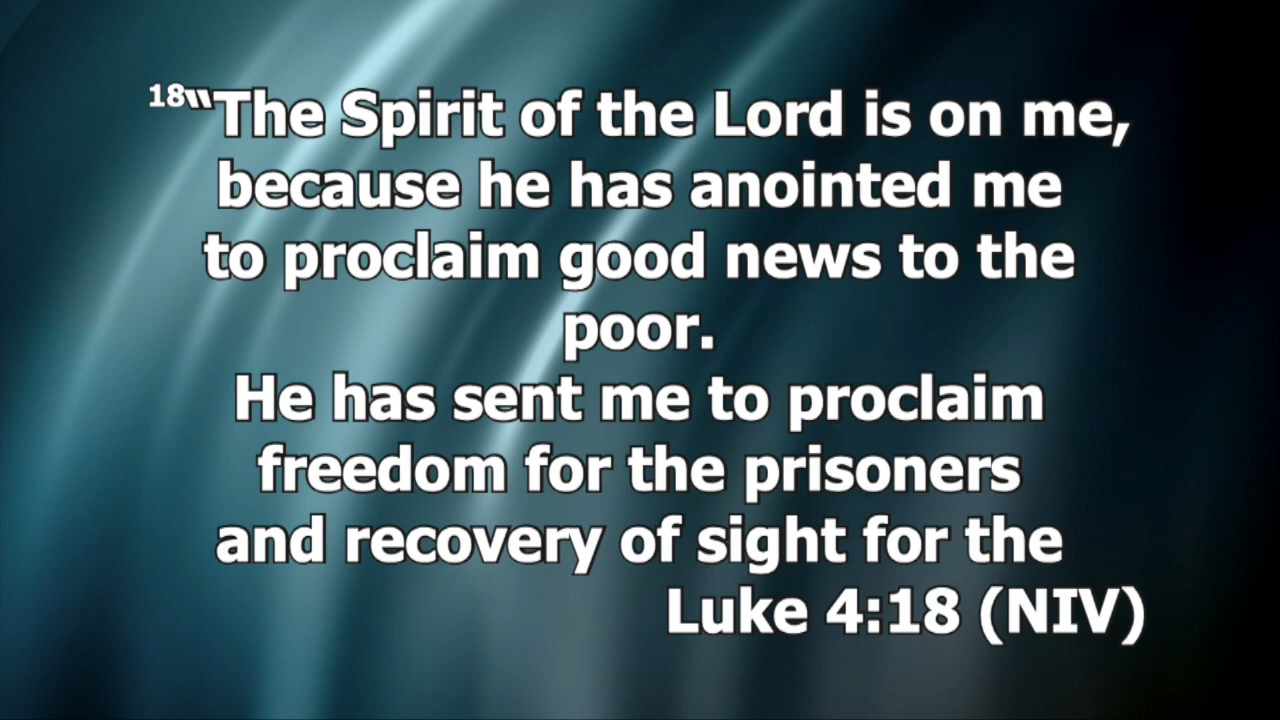 18“The Spirit of the Lord is on me,
because he has anointed me
to proclaim good news to the
poor.
He has sent me to proclaim
freedom for the prisoners
and recovery of sight for the
Luke 4:18 (NIV)